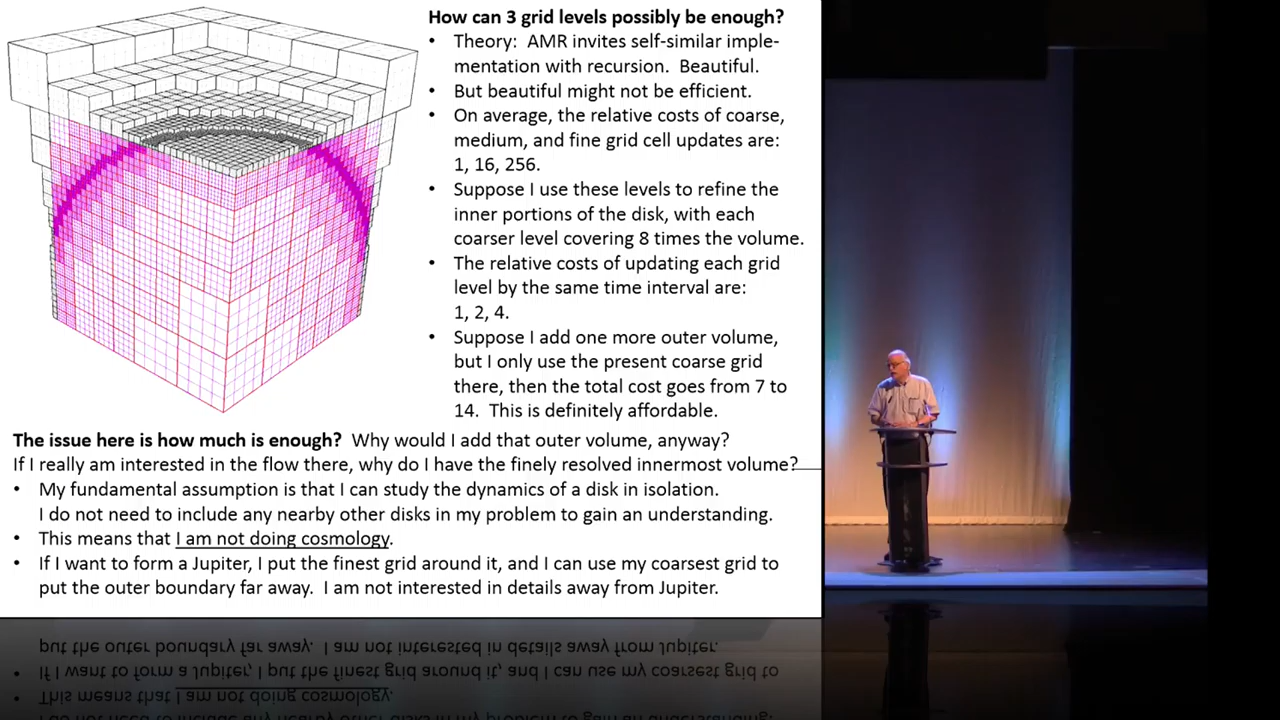 How can 3 grid levels possibly be enough?
• Theory: AMR invites self-similar imple-
mentation with recursion. Beautiful.
• But beautiful might not be efficient.
• On average, the relative costs of coarse,
medium, and fine grid cell updates are:
1, 16, 256.
• Suppose I use these levels to refine the
inner portions of the disk, with each
coarser level covering 8 times the volume.
• The relative costs of updating each grid
level by the same time interval are:
1, 2, 4.
• Suppose I add one more outer volume,
but I only use the present coarse grid
there, then the total cost goes from 7 to
14. This is definitely affordable.
The issue here is how much is enough? Why would I add that outer volume, anyway?
If I really am interested in the flow there, why do I have the finely resolved innermost volume?
• My fundamental assumption is that I can study the dynamics of a disk in isolation.
I do not need to include any nearby other disks in my problem to gain an understanding.
• This means that I am not doing cosmology.
• If I want to form a Jupiter, I put the finest grid around it, and I can use my coarsest grid to
put the outer boundary far away. I am not interested in details away from Jupiter.